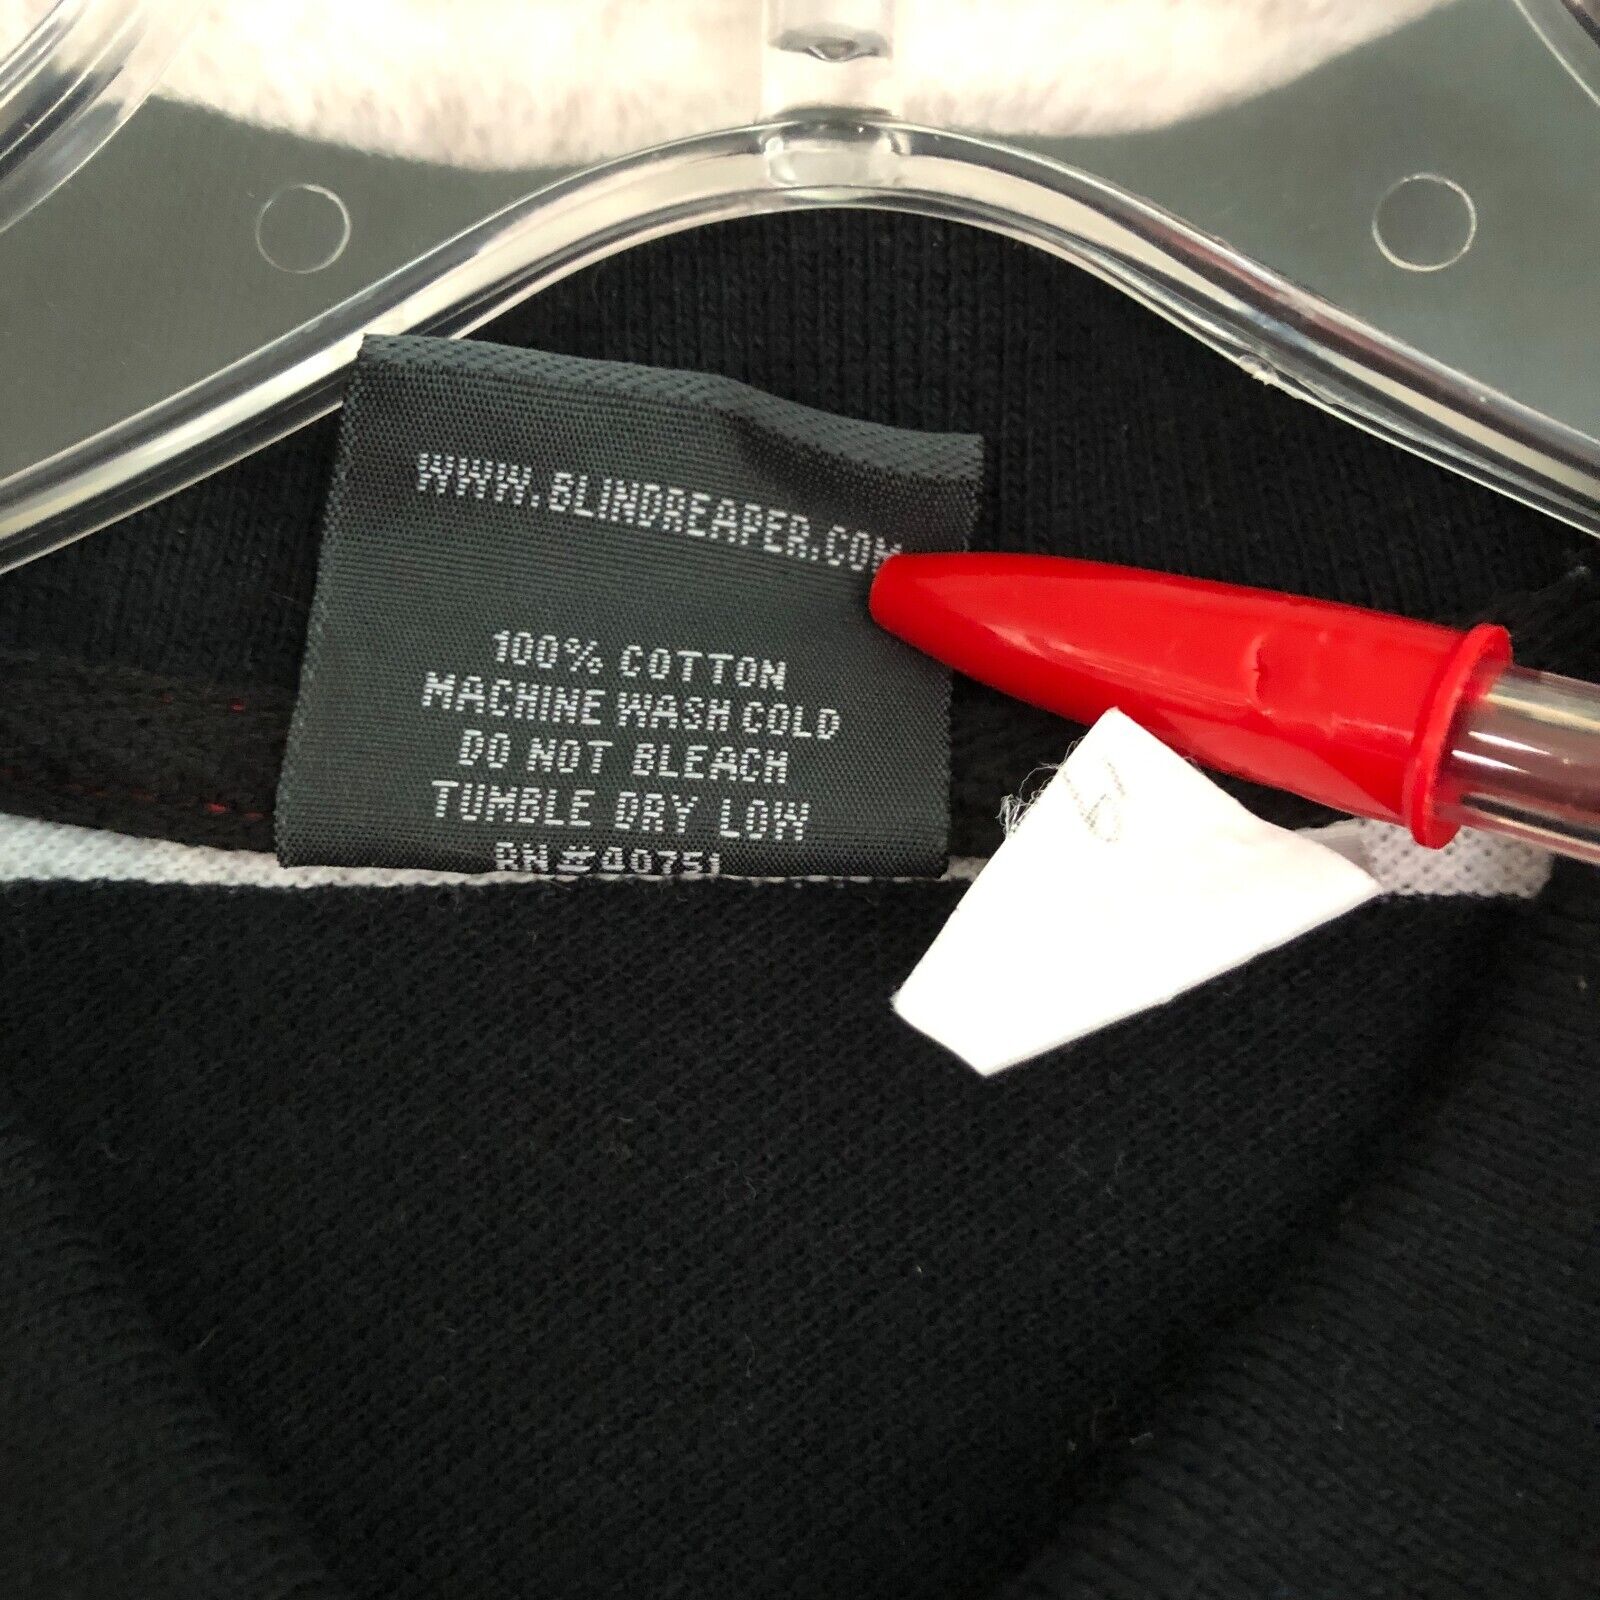 WWW.BLINDREAPER.COM
100% COTTON
MACHINE WASH COLD
DO NOT BLEACH
TUMBLE DRY LOW
RN#40751